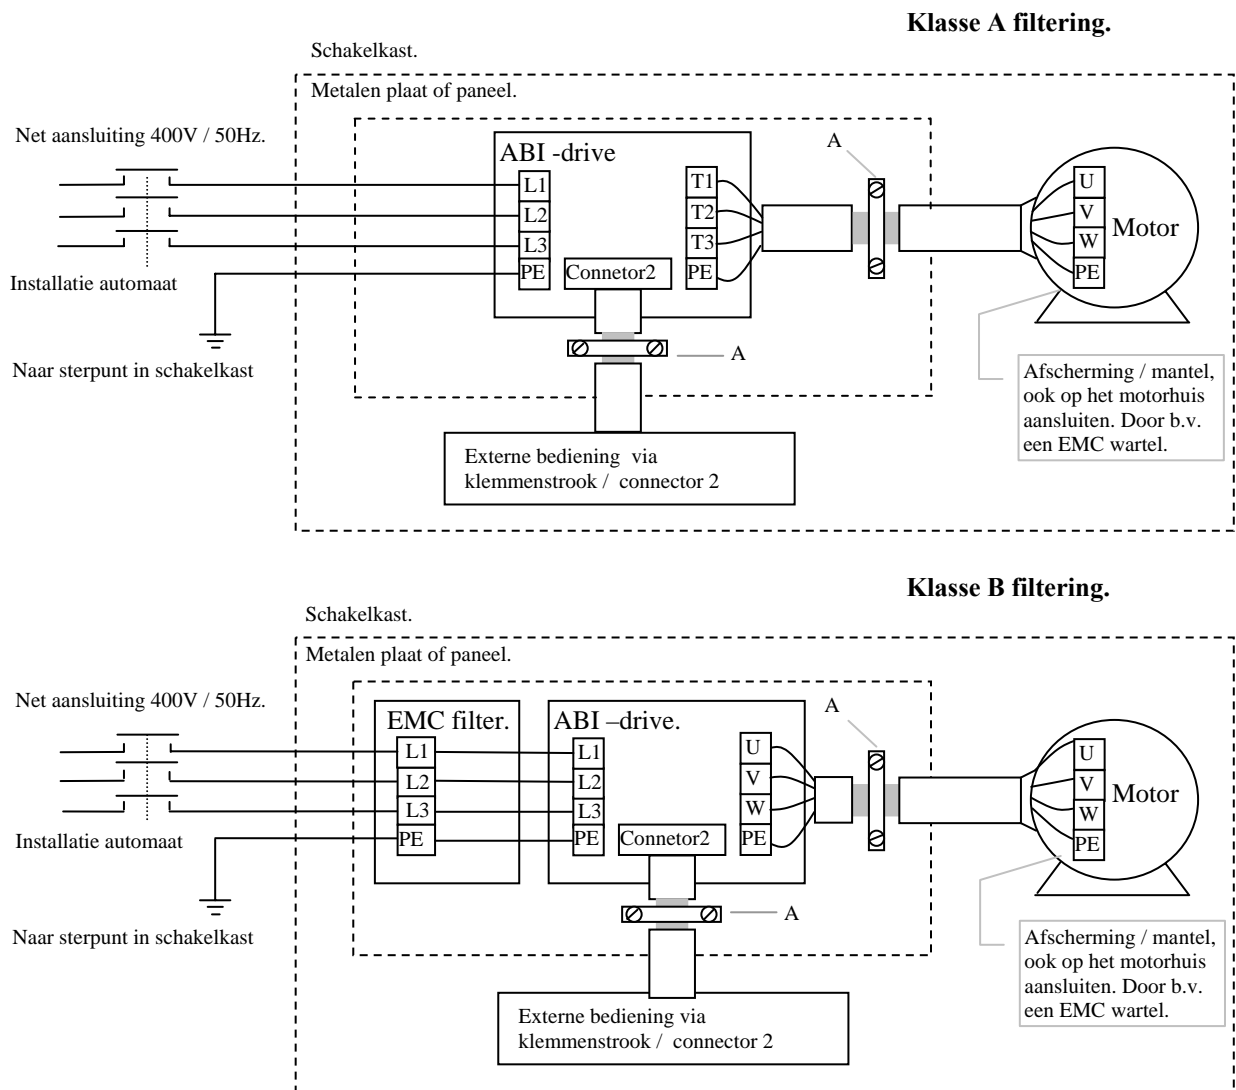 Klasse A filtering.
Schakelkast.
Metalen plaat of paneel.
Net aansluiting 400V / 50Hz.
ABI -drive
A
L1
L2
L3
PE
T1
T2
T3
PE
U
V
W
PE
Motor
Connetor2
Installatie automaat
A
Naar sterpunt in schakelkast
Afscherming / mantel,
ook op het motorhuis
aansluiten. Door b.v.
een EMC wartel.
Externe bediening via
klemmenstrook / connector 2
Klasse B filtering.
Schakelkast.
Metalen plaat of paneel.
Net aansluiting 400V / 50Hz.
EMC filter.
ABI –drive.
A
L1
L2
L3
PE
L1
L2
L3
PE
U
V
W
PE
U
V
W
PE
Motor
Connetor2
Installatie automaat
A
Naar sterpunt in schakelkast
Afscherming / mantel,
ook op het motorhuis
aansluiten. Door b.v.
een EMC wartel.
Externe bediening via
klemmenstrook / connector 2